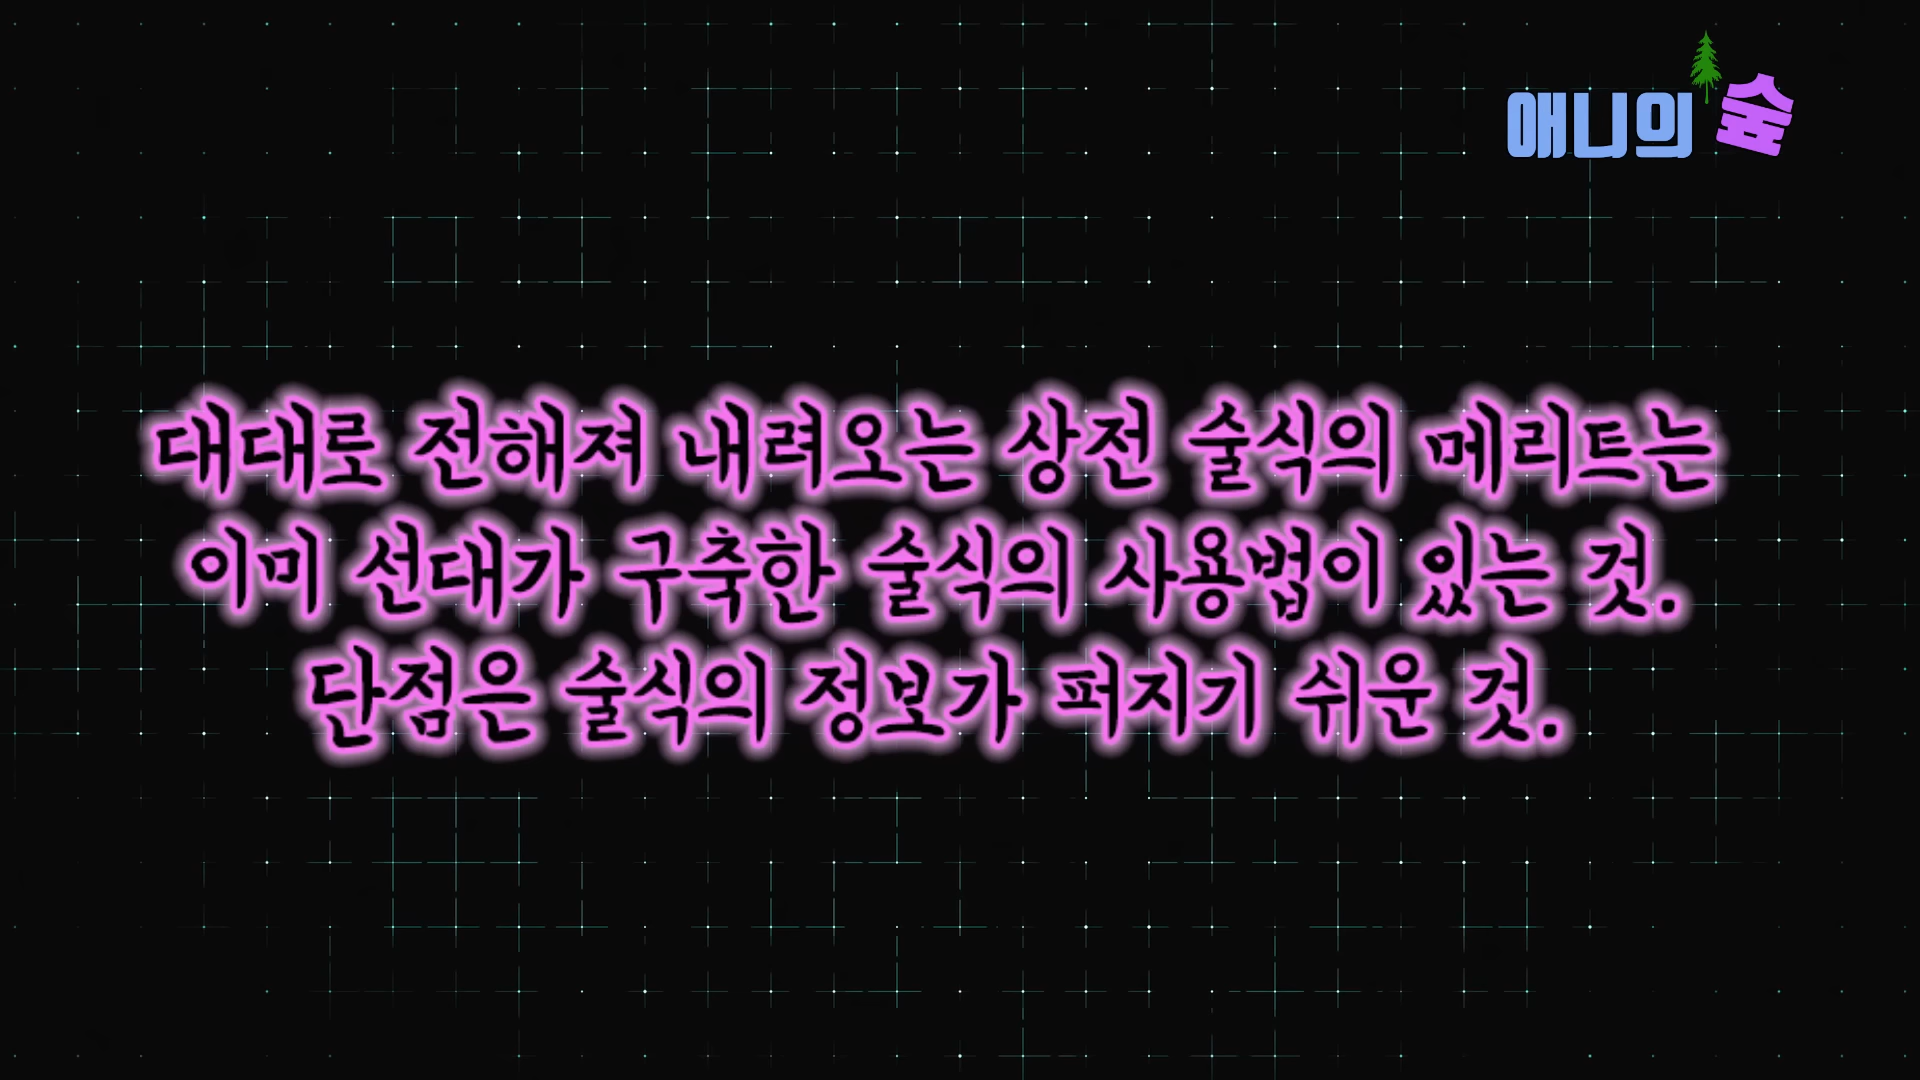 애니의 숲
대대로 전해져 내려오는 상전 술식의 메리트는
이미 선대가 구축한 술식의 사용법이 있는 것.
단점은 술식의 정보가 퍼지기 쉬운 것.